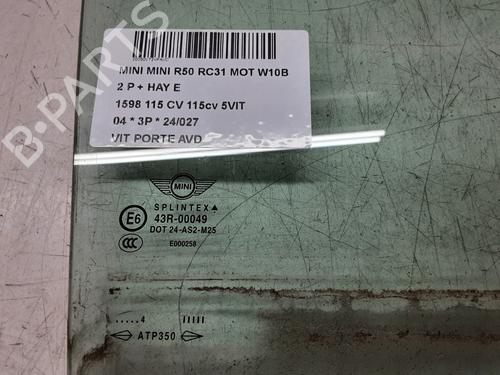 B-PARTS
MINI MINI R50 RC31 MOT W10B
2 P + HAY E
1598 115 CV 115cv 5VIT
04 * 3P * 24/027
VIT PORTE AVD
MINI
SPLINTEX
E6 43R-00049
DOT 24-AS2-M25
CCC E000258
.....4 /////
ATP350